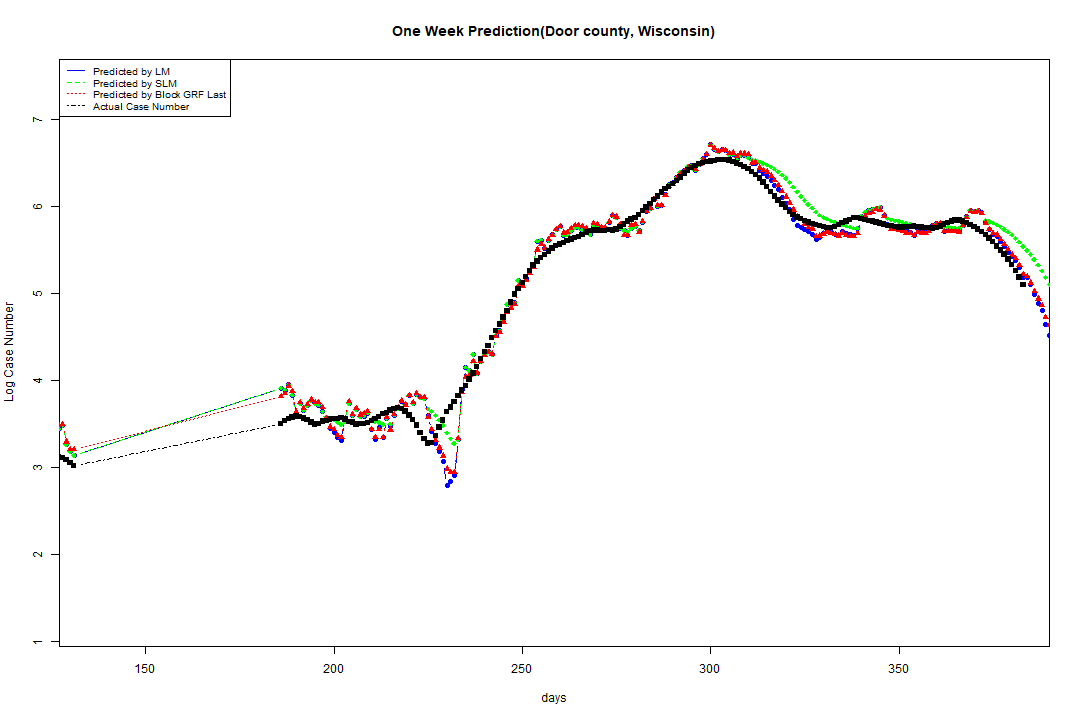 One Week Prediction(Door county, Wisconsin)
Predicted by LM
Predicted by SLM
Predicted by Block GRF Last
Actual Case Number
7
6
5
4
3
2
1
Log Case Number
150 200 250 300 350
days